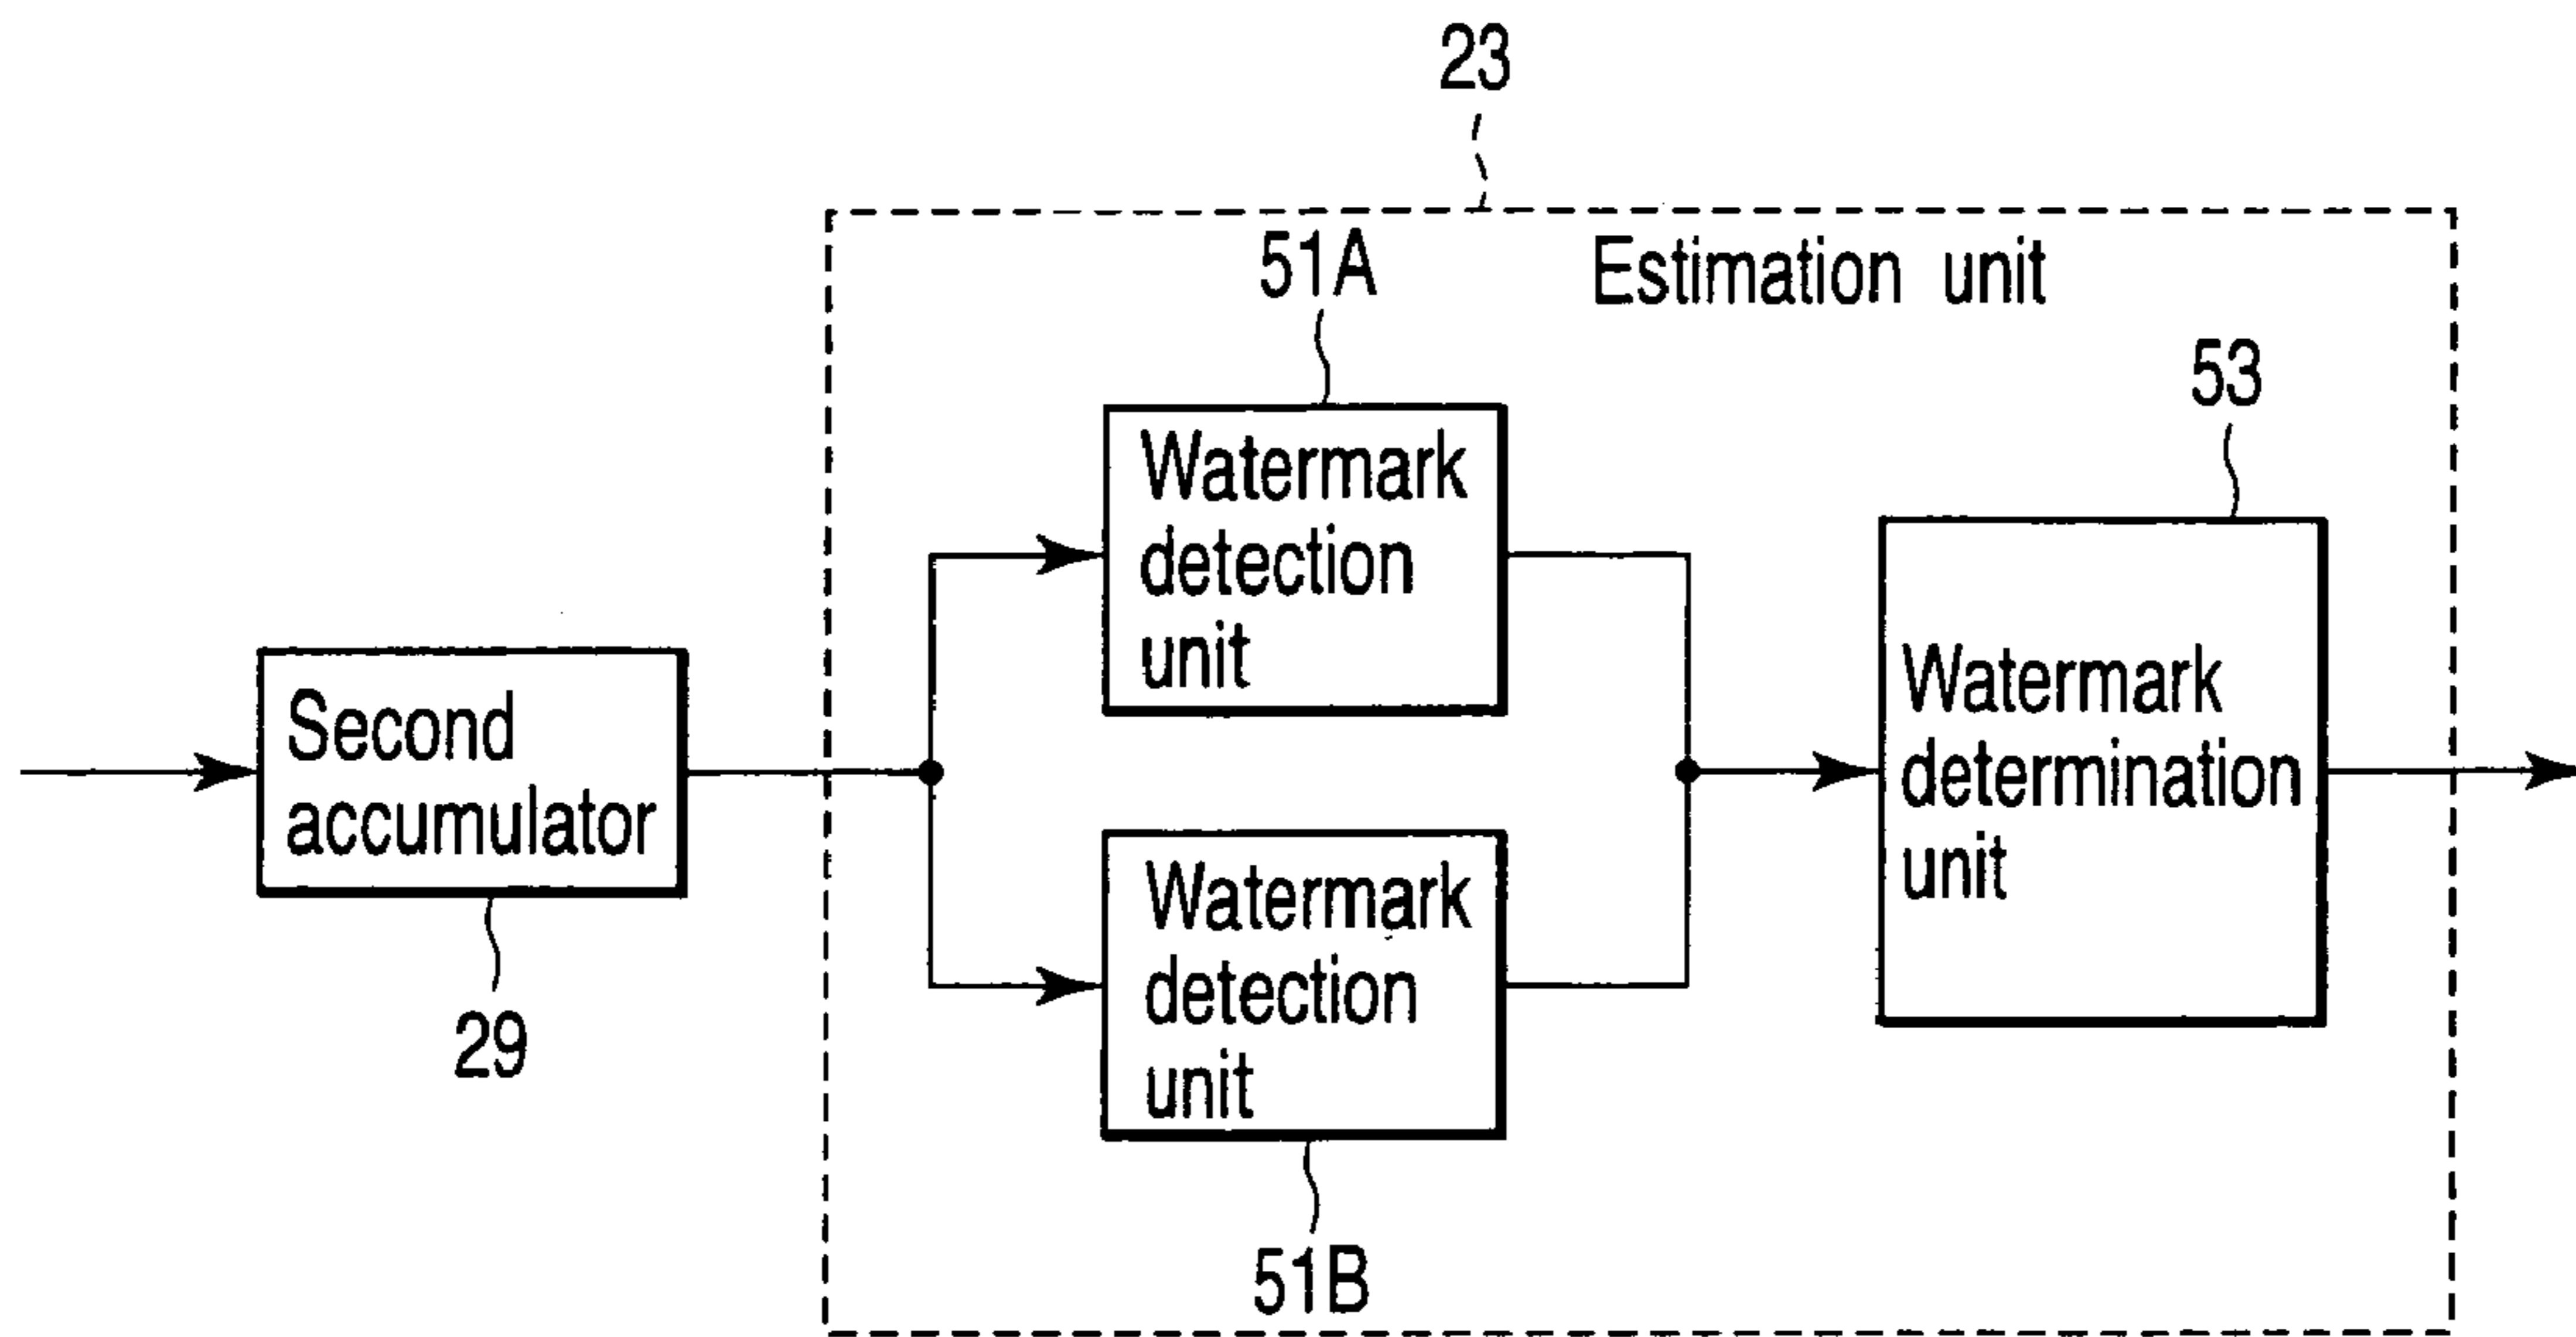 23
Estimation unit
51A
Watermark
detection
unit
53
Watermark
determination
unit
Second
accumulator
29
Watermark
detection
unit
51B